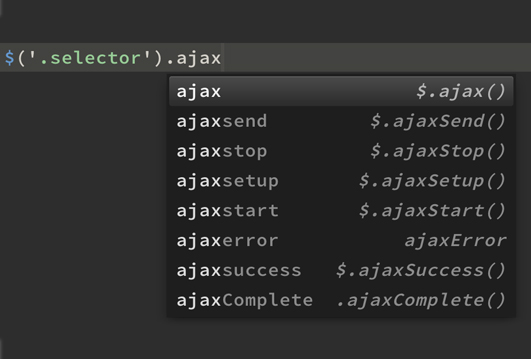 $('.selector').ajax
ajax $.ajax()
ajaxsend $.ajaxSend()
ajaxstop $.ajaxStop()
ajaxsetup $.ajaxSetup()
ajaxstart $.ajaxStart()
ajaxerror ajaxError
ajaxsuccess $.ajaxSuccess()
ajaxComplete .ajaxComplete()